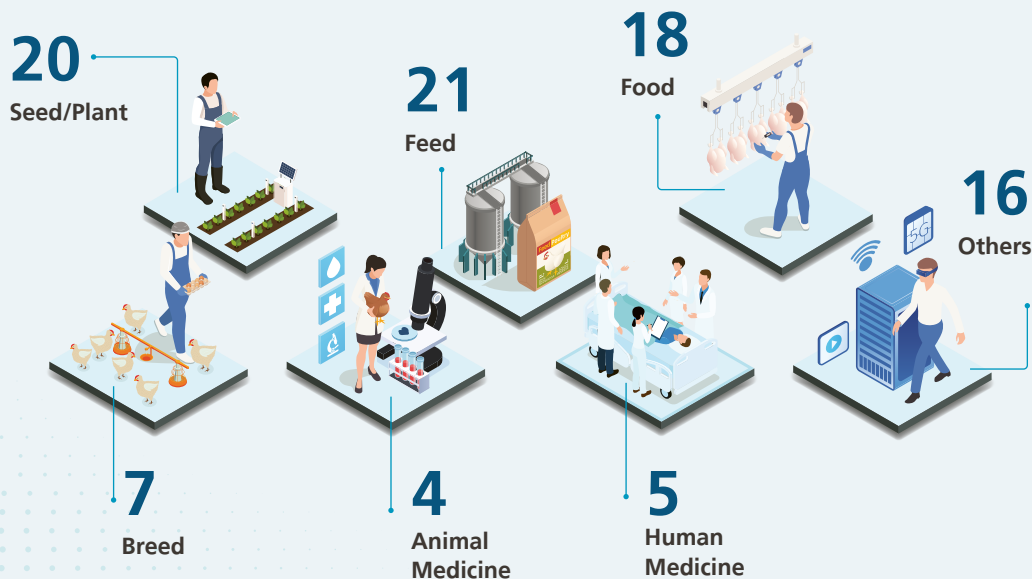 20
Seed/Plant
21
Feed
18
Food
16
Others
5G
7
Breed
4
Animal
Medicine
5
Human
Medicine